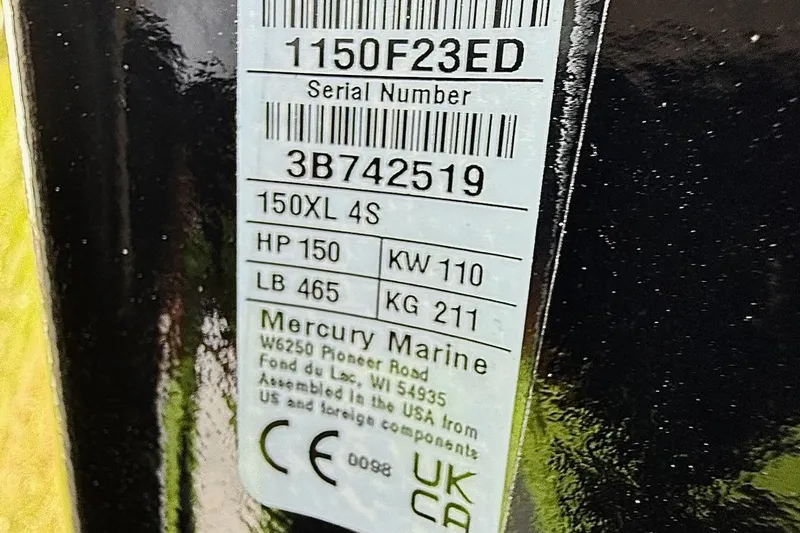 1150F23ED
Serial Number
3B742519
150XL 4S
HP 150 KW 110
LB 465 KG 211
Mercury Marine
W6250 Pioneer Road
Fond du Lac, WI 54935
Assembled in the USA from
US and foreign components
CE 0098 UK
CA